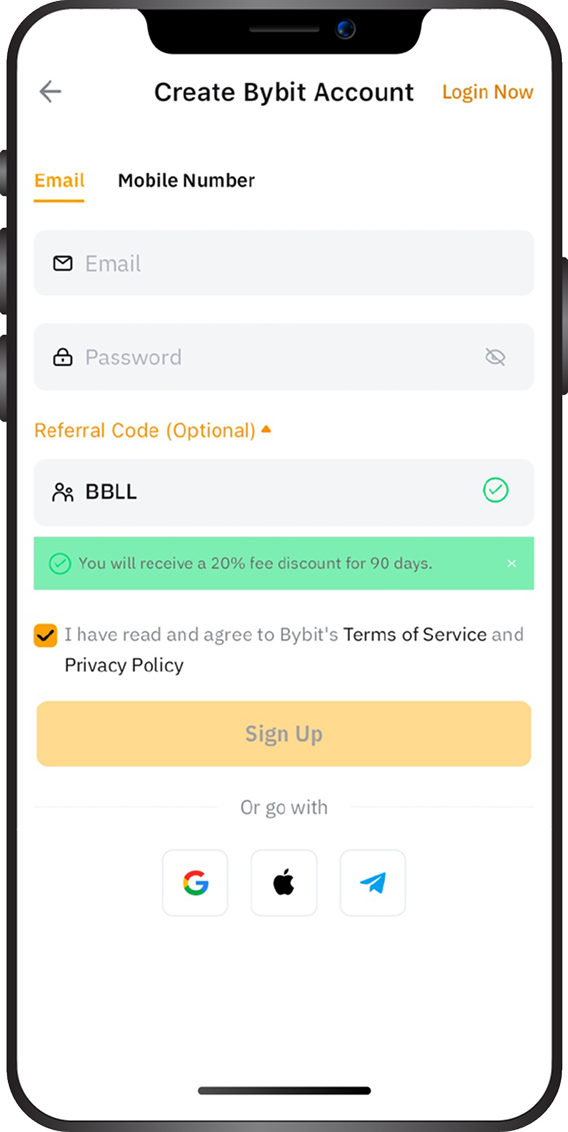 Create Bybit Account Login Now
Email Mobile Number
Email
Password
Referral Code (Optional)
BBLL
You will receive a 20% fee discount for 90 days.
I have read and agree to Bybit's Terms of Service and
Privacy Policy
Sign Up
Or go with